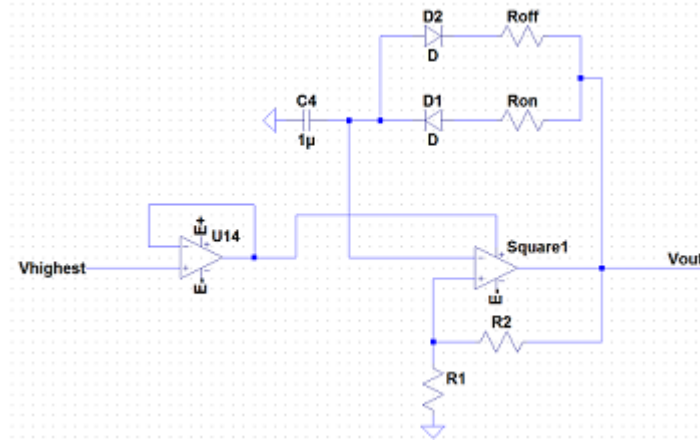 D2
Roff
D
C4
D1
Ron
1µ
D
E+
U14
Vhighest
E-
Square1
Vout
E-
R2
R1